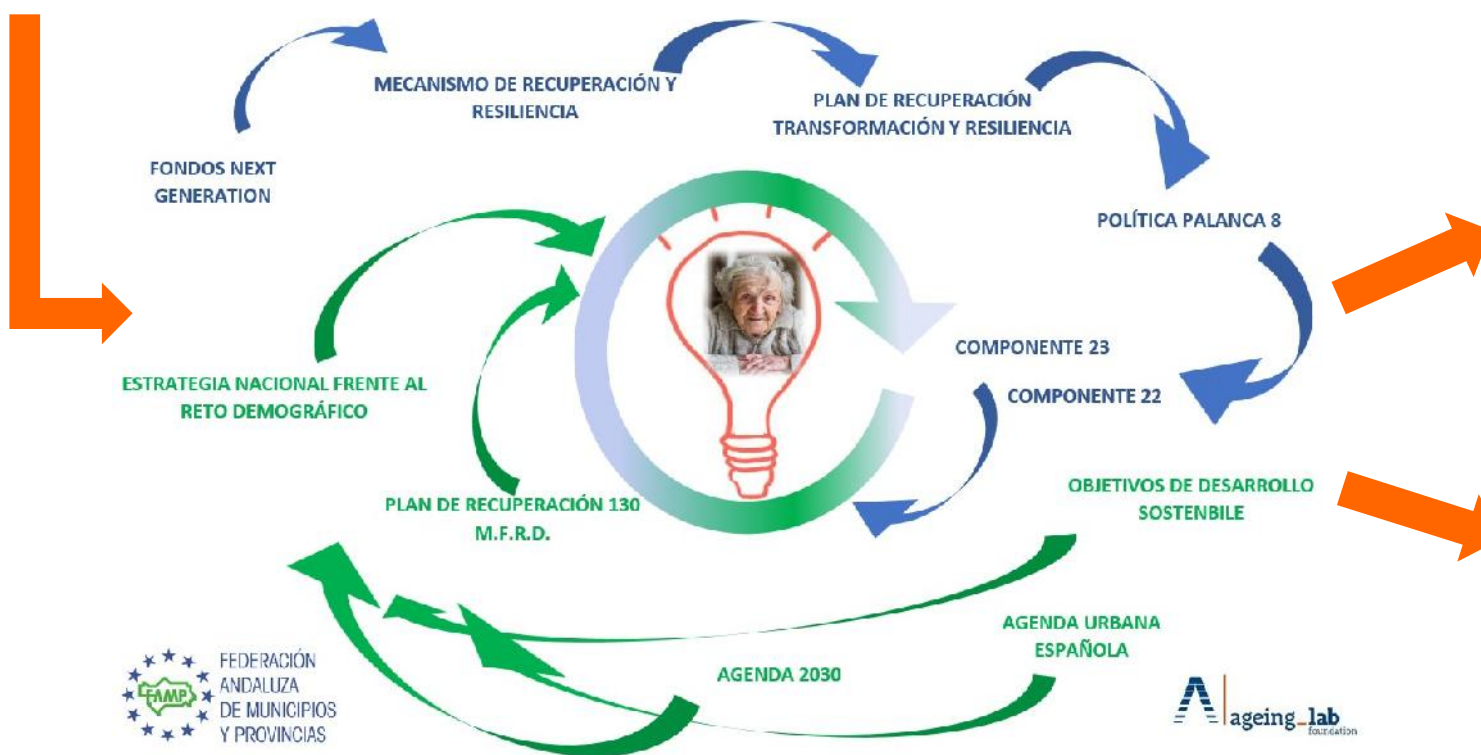 MECANISMO DE RECUPERACIÓN Y
RESILIENCIA
PLAN DE RECUPERACIÓN
TRANSFORMACIÓN Y RESILIENCIA
FONDOS NEXT
GENERATION
POLÍTICA PALANCA 8
COMPONENTE 23
COMPONENTE 22
ESTRATEGIA NACIONAL FRENTE AL
RETO DEMOGRÁFICO
PLAN DE RECUPERACIÓN 130
M.F.R.D.
OBJETIVOS DE DESARROLLO
SOSTENBILE
AGENDA URBANA
ESPAÑOLA
AGENDA 2030
FAMP
FEDERACIÓN
ANDALUZA
DE MUNICIPIOS
Y PROVINCIAS
ageing_lab
foundation